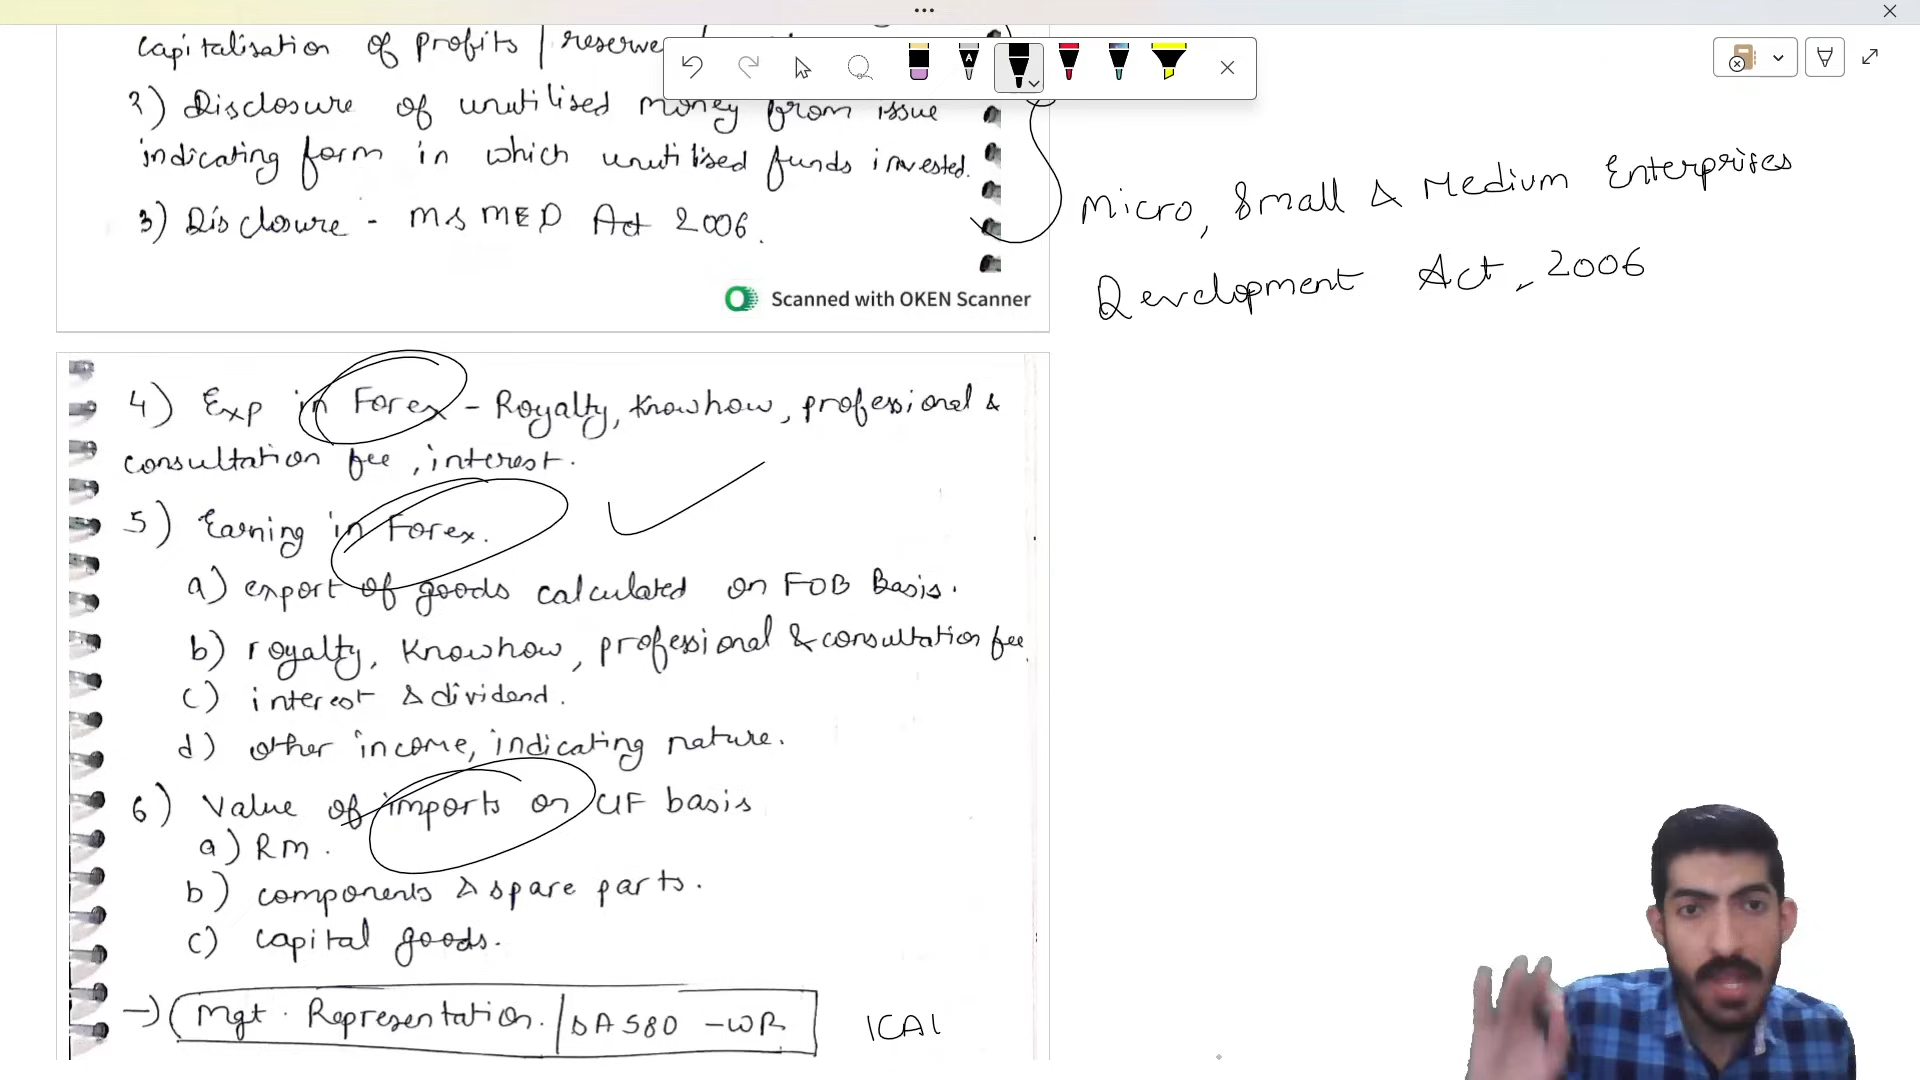 capitalisation of profits / reserve
2) Disclosure of unutilised money from issue
indicating form in which unutilised funds invested.
3) Disclosure - MSMED Act 2006.
Micro, Small & Medium Enterprises
Development Act, 2006
Scanned with OKEN Scanner
4) Exp in Forex - Royalty, Knowhow, professional &
consultation fee, interest.
5) Earning in Forex.
a) export of goods calculated on FOB Basis.
b) royalty, Knowhow, professional & consultation fee.
c) interest & dividend.
d) other income, indicating nature.
6) Value of imports on CIF basis
a) RM.
b) components & spare parts.
c) capital goods.
→ Mgt. Representation. / SA 580 - WR
ICAI